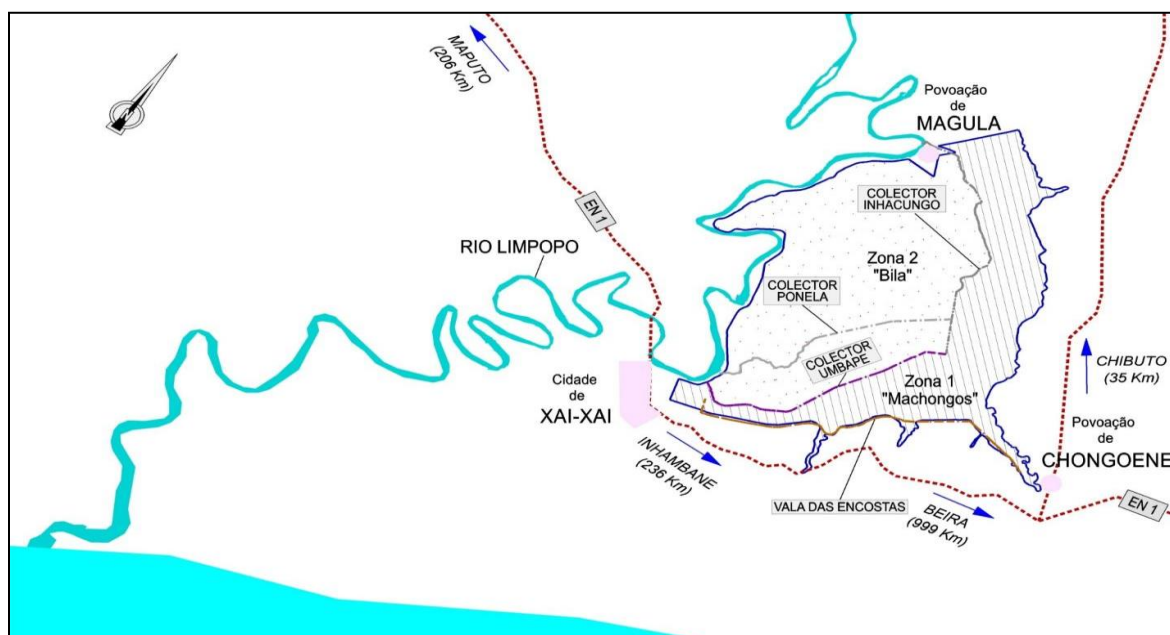 MAPUTO
(206 Km)
Povoação
de
MAGULA
COLECTOR
INHACUNGO
EN 1
RIO LIMPOPO
Zona 2
"Bila"
COLECTOR
PONELA
COLECTOR
UMBAPE
Zona 1
"Machongos"
CHIBUTO
(35 Km)
Cidade
de
XAI-XAI
Povoação
de
CHONGOENE
INHAMBANE
(236 Km)
VALA DAS ENCOSTAS
BEIRA
(999 Km)
EN 1